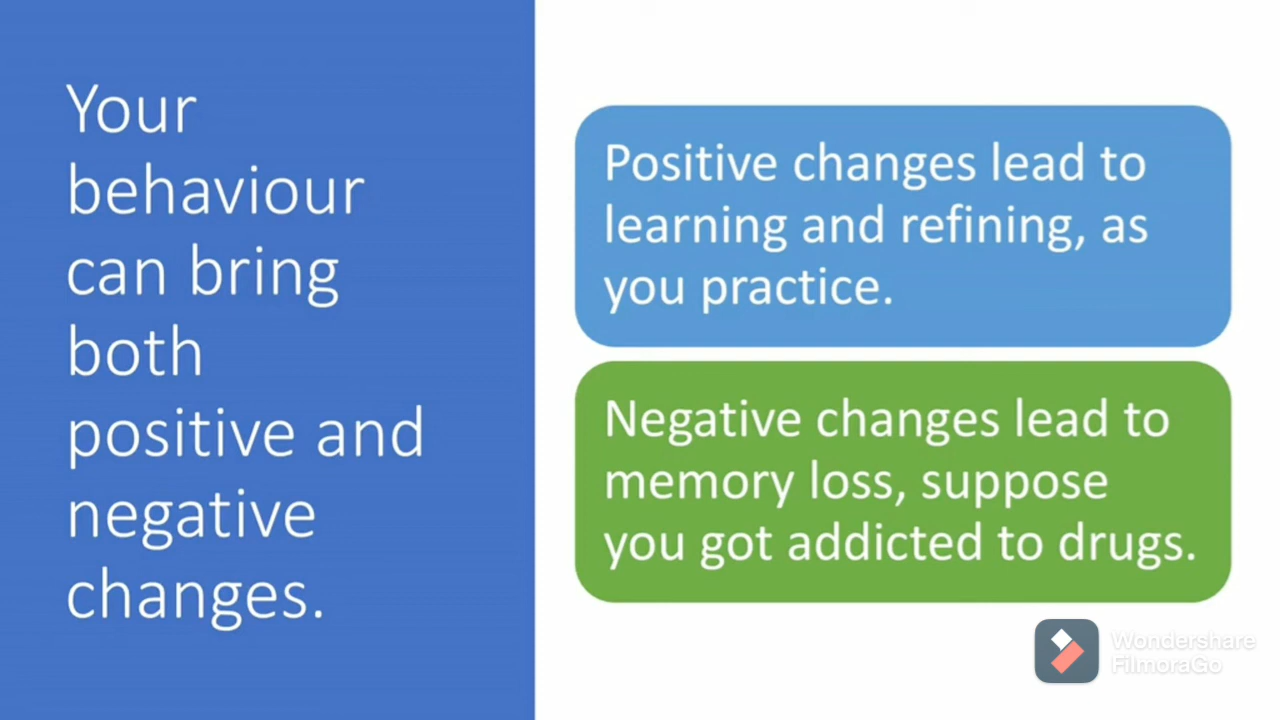 Your
behaviour
can bring
both
positive and
negative
changes.
Positive changes lead to
learning and refining, as
you practice.
Negative changes lead to
memory loss, suppose
you got addicted to drugs.
Wondershare
FilmoraGo